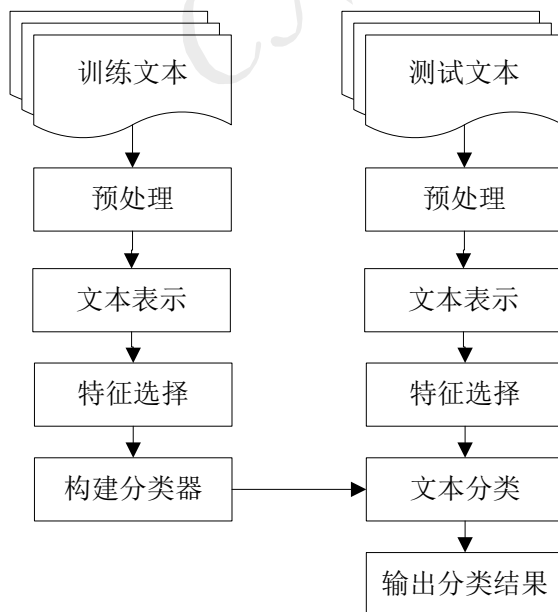 训练文本
测试文本
预处理
预处理
文本表示
文本表示
特征选择
特征选择
构建分类器
文本分类
输出分类结果